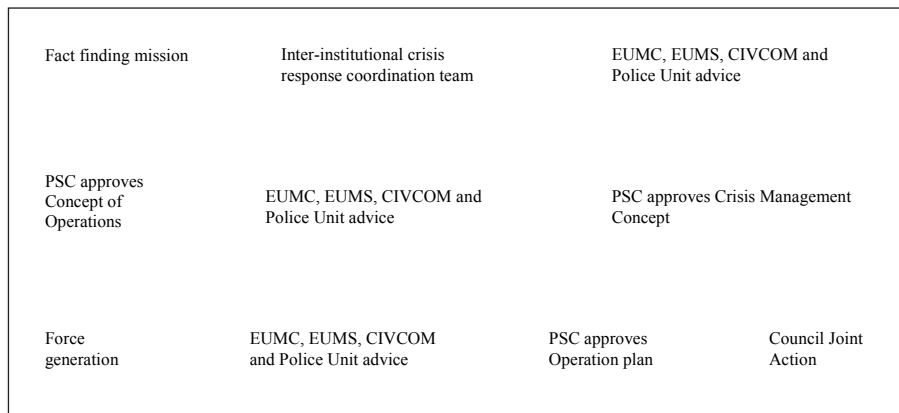 Fact finding mission
Inter-institutional crisis
response coordination team
EUMC, EUMS, CIVCOM and
Police Unit advice
PSC approves
Concept of
Operations
EUMC, EUMS, CIVCOM and
Police Unit advice
PSC approves Crisis Management
Concept
Force
generation
EUMC, EUMS, CIVCOM
and Police Unit advice
PSC approves
Operation plan
Council Joint
Action